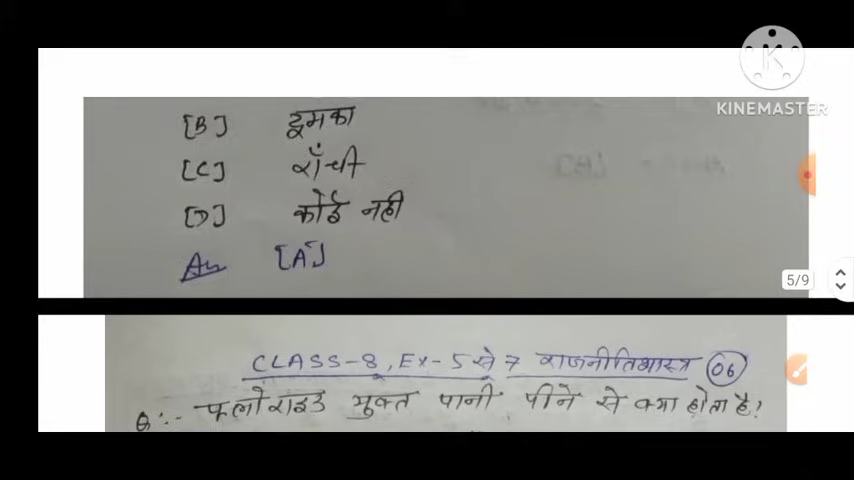 KINEMASTER
[B] दूमका
[C] राँची
[D] कोई नही
Ans [A]
5/9
CLASS-8, Ex-5 से 7 राजनीतिशास्त्र 06
Q:- फ्लोराइड युक्त पानी पीने से क्या होता है?